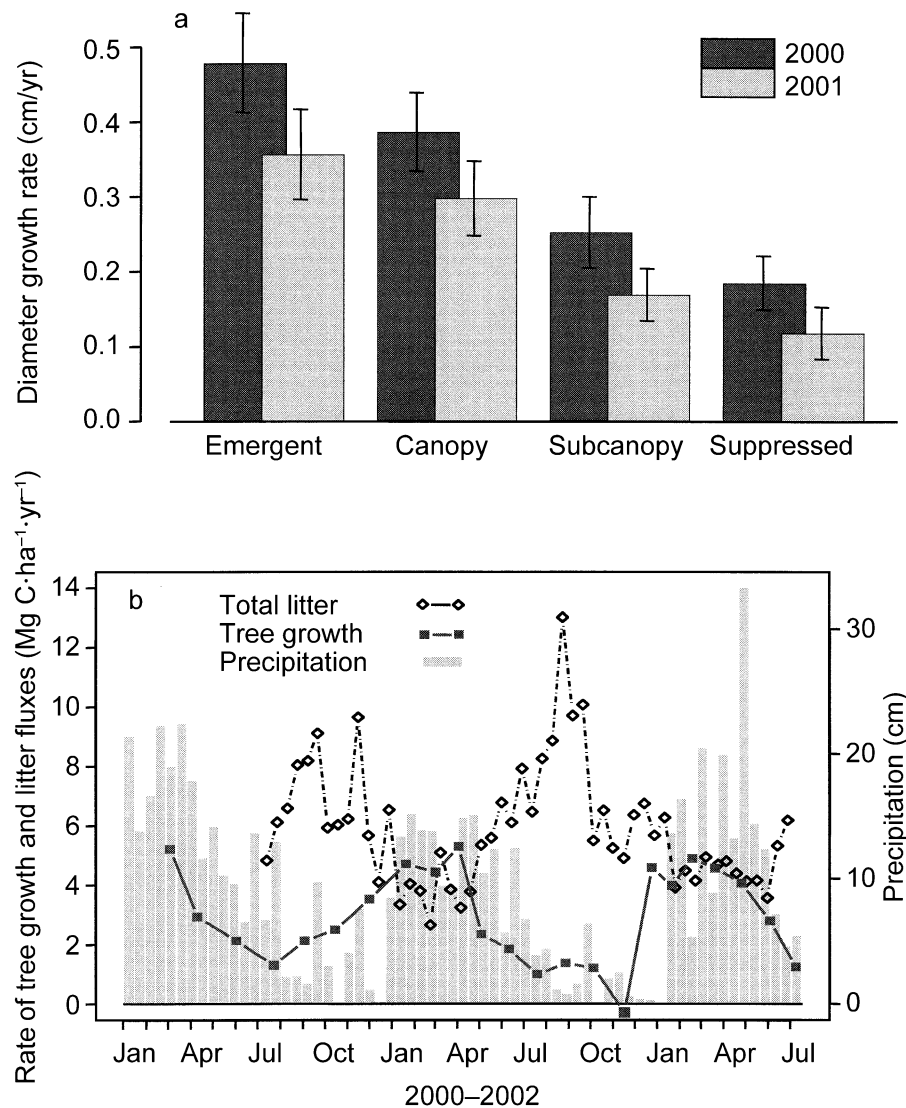 a
Diameter growth rate (cm/yr)
0.5
0.4
0.3
0.2
0.1
0.0
2000
2001
Emergent Canopy Subcanopy Suppressed
b
Rate of tree growth and litter fluxes (Mg C·ha⁻¹·yr⁻¹)
14
12
10
8
6
4
2
0
Total litter
Tree growth
Precipitation
30
20
10
0
Precipitation (cm)
Jan Apr Jul Oct Jan Apr Jul Oct Jan Apr Jul
2000–2002